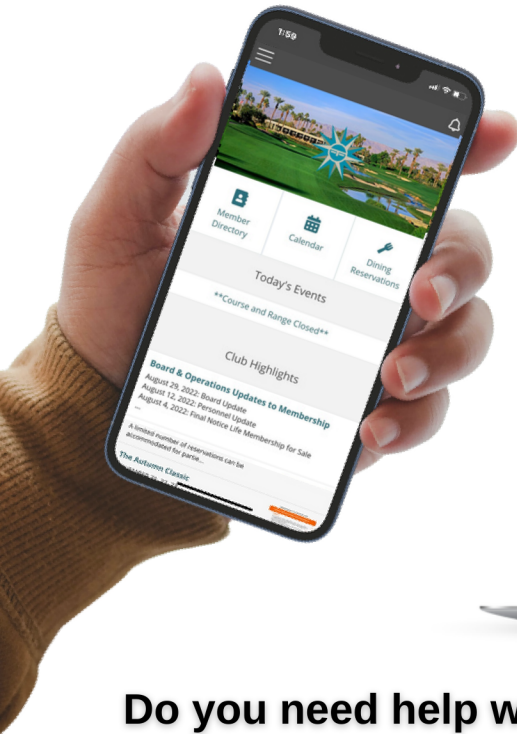 1:59
Member
Directory
Calendar
Dining
Reservations
Today's Events
**Course and Range Closed**
Club Highlights
Board & Operations Updates to Membership
August 29, 2022: Board Update
August 12, 2022: Personnel Update
August 4, 2022: Final Notice Life Membership for Sale
...
A limited number of reservations can be
accommodated for partie...
The Autumn Classic
Do you need help w